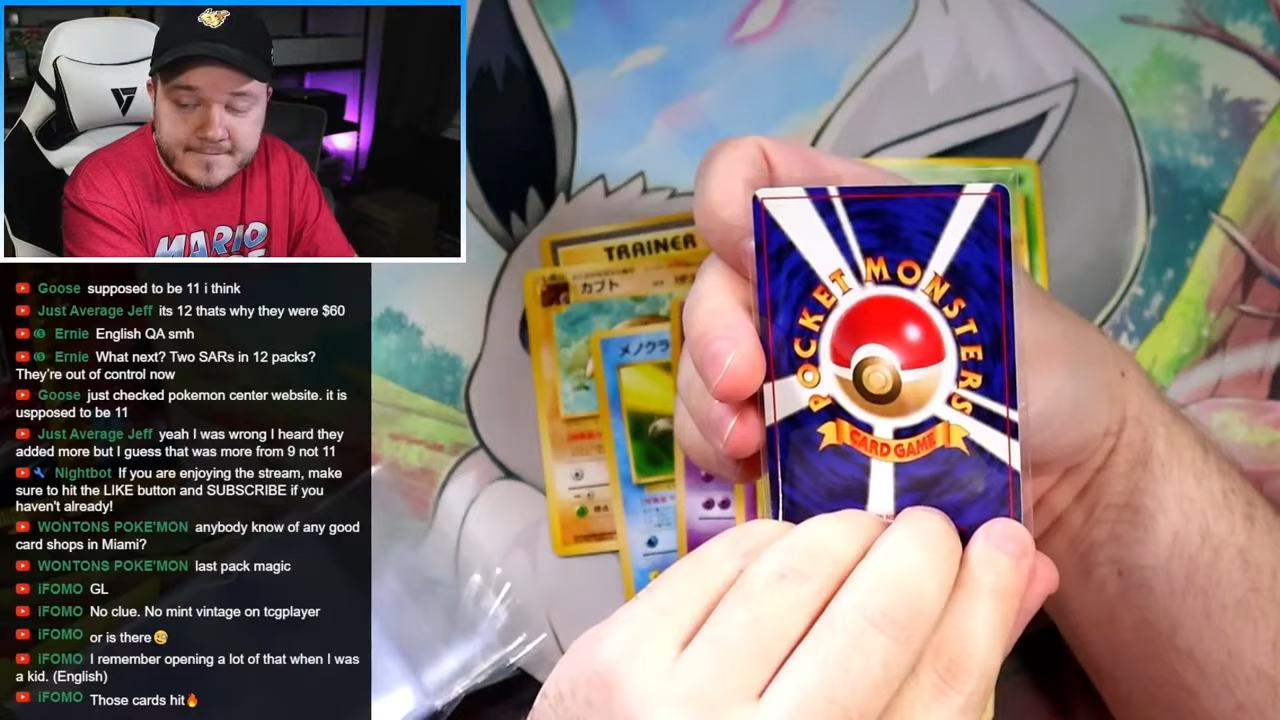 MARIO
Goose supposed to be 11 i think
Just Average Jeff its 12 thats why they were $60
Ernie English QA smh
Ernie What next? Two SARs in 12 packs?
They're out of control now
Goose just checked pokemon center website. it is
uspposed to be 11
Just Average Jeff yeah I was wrong I heard they
added more but I guess that was more from 9 not 11
Nightbot If you are enjoying the stream, make
sure to hit the LIKE button and SUBSCRIBE if you
haven't already!
WONTONS POKE'MON anybody know of any good
card shops in Miami?
WONTONS POKE'MON last pack magic
iFOMO GL
iFOMO No clue. No mint vintage on tcgplayer
iFOMO or is there🧐
iFOMO I remember opening a lot of that when I was
a kid. (English)
iFOMO Those cards hit🔥
TRAINER
カブト
メノクラ
POCKET MONSTERS
CARD GAME